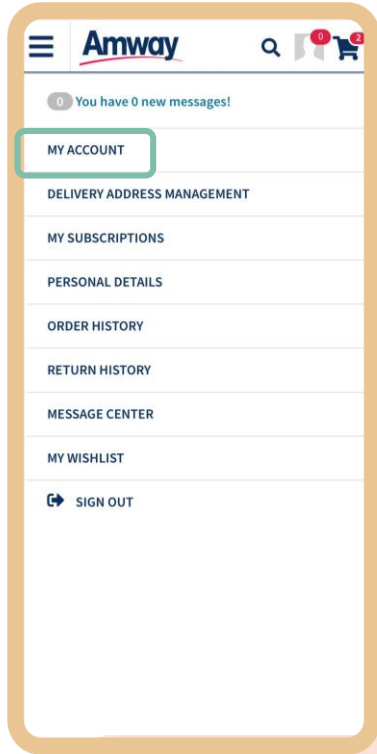 Amway
0
2
0 You have 0 new messages!
MY ACCOUNT
DELIVERY ADDRESS MANAGEMENT
MY SUBSCRIPTIONS
PERSONAL DETAILS
ORDER HISTORY
RETURN HISTORY
MESSAGE CENTER
MY WISHLIST
SIGN OUT